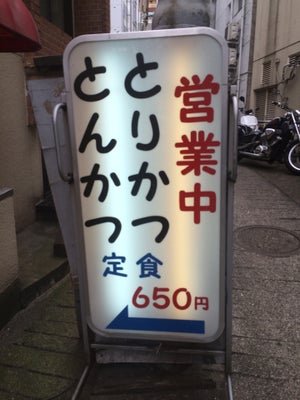 営業中
とりかつ
とんかつ
定食
650円